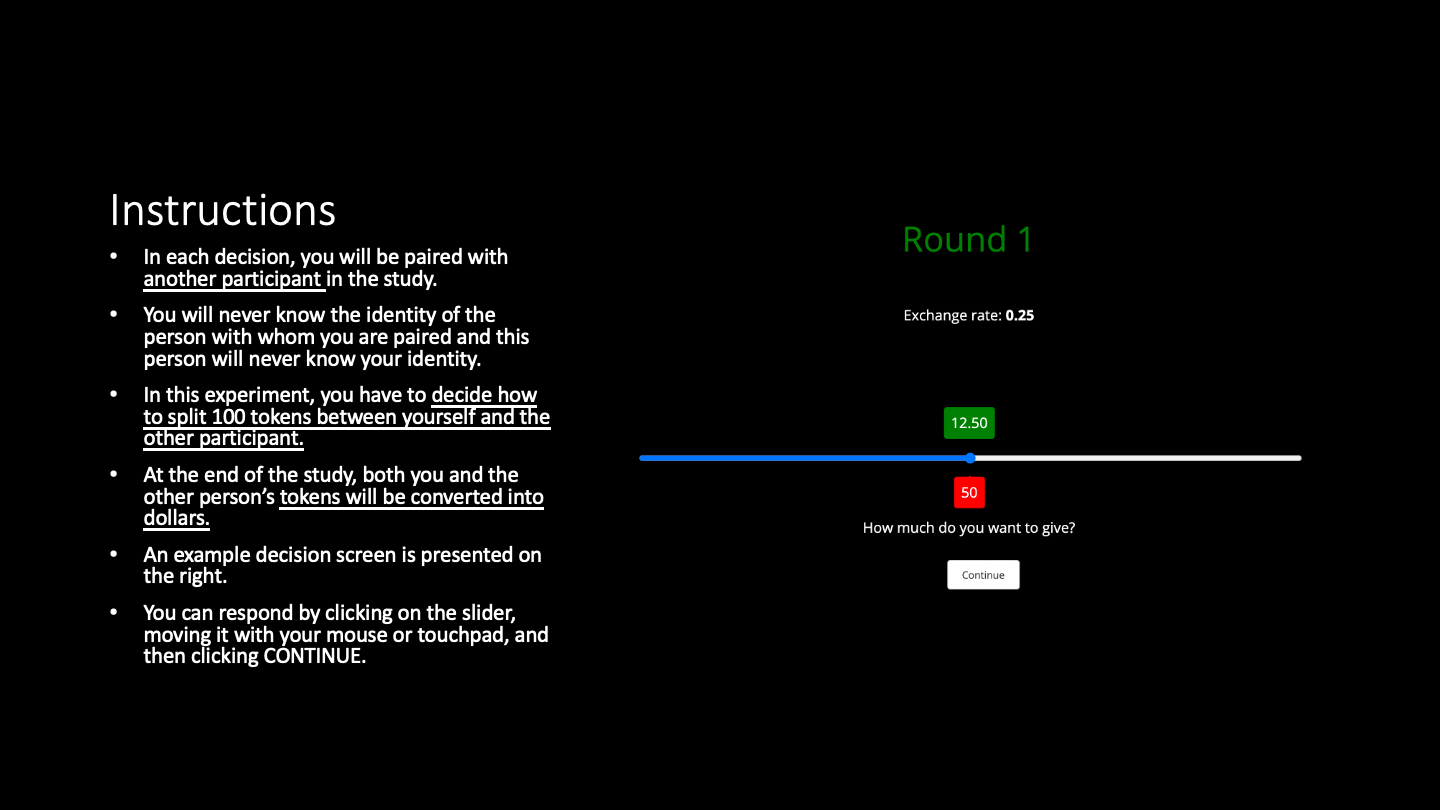 Instructions
• In each decision, you will be paired with
another participant in the study.
• You will never know the identity of the
person with whom you are paired and this
person will never know your identity.
• In this experiment, you have to decide how
to split 100 tokens between yourself and the
other participant.
• At the end of the study, both you and the
other person’s tokens will be converted into
dollars.
• An example decision screen is presented on
the right.
• You can respond by clicking on the slider,
moving it with your mouse or touchpad, and
then clicking CONTINUE.
Round 1
Exchange rate: 0.25
12.50
50
How much do you want to give?
Continue